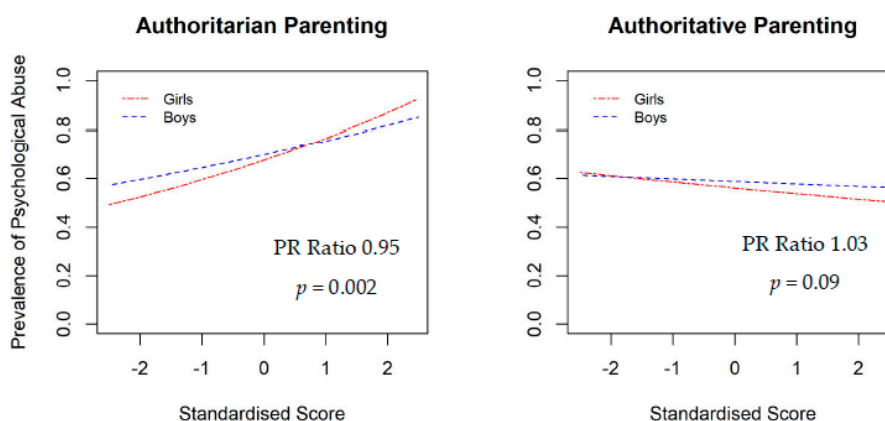 Authoritarian Parenting
Prevalence of Psychological Abuse
1.0
0.8
0.6
0.4
0.2
0.0
Girls
Boys
PR Ratio 0.95
p = 0.002
-2 -1 0 1 2
Standardised Score
Authoritative Parenting
1.0
0.8
0.6
0.4
0.2
0.0
Girls
Boys
PR Ratio 1.03
p = 0.09
-2 -1 0 1 2
Standardised Score